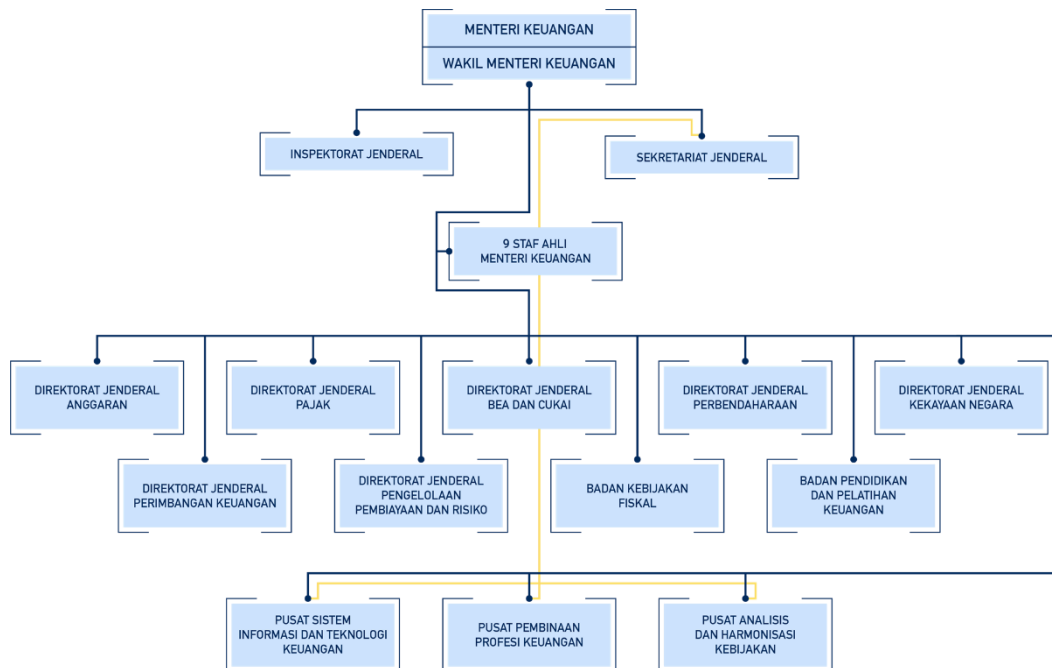 MENTERI KEUANGAN
WAKIL MENTERI KEUANGAN
INSPEKTORAT JENDERAL
SEKRETARIAT JENDERAL
9 STAF AHLI
MENTERI KEUANGAN
DIREKTORAT JENDERAL
ANGGARAN
DIREKTORAT JENDERAL
PAJAK
DIREKTORAT JENDERAL
BEA DAN CUKAI
DIREKTORAT JENDERAL
PERBENDAHARAAN
DIREKTORAT JENDERAL
KEKAYAAN NEGARA
DIREKTORAT JENDERAL
PERIMBANGAN KEUANGAN
DIREKTORAT JENDERAL
PENGELOLAAN
PEMBIAYAAN DAN RISIKO
BADAN KEBIJAKAN
FISKAL
BADAN PENDIDIKAN
DAN PELATIHAN
KEUANGAN
PUSAT SISTEM
INFORMASI DAN TEKNOLOGI
KEUANGAN
PUSAT PEMBINAAN
PROFESI KEUANGAN
PUSAT ANALISIS
DAN HARMONISASI
KEBIJAKAN